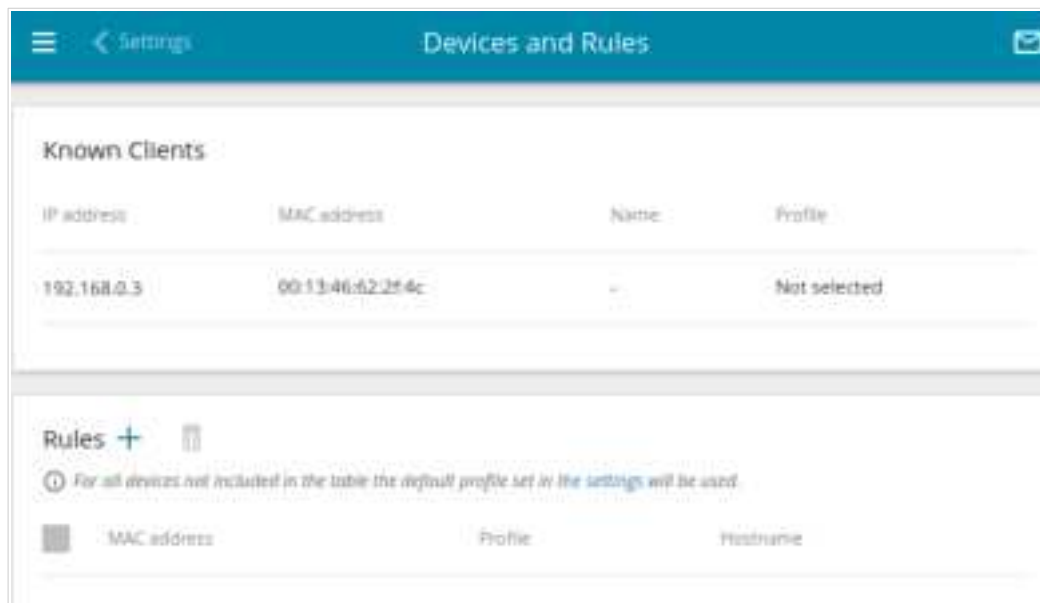 Settings
Devices and Rules
Known Clients
IP address MAC address Name Profile
192.168.0.3 00:13:46:62:2f:4c - Not selected
Rules
For all devices not included in the table the default profile set in the settings will be used.
MAC address Profile Hostname